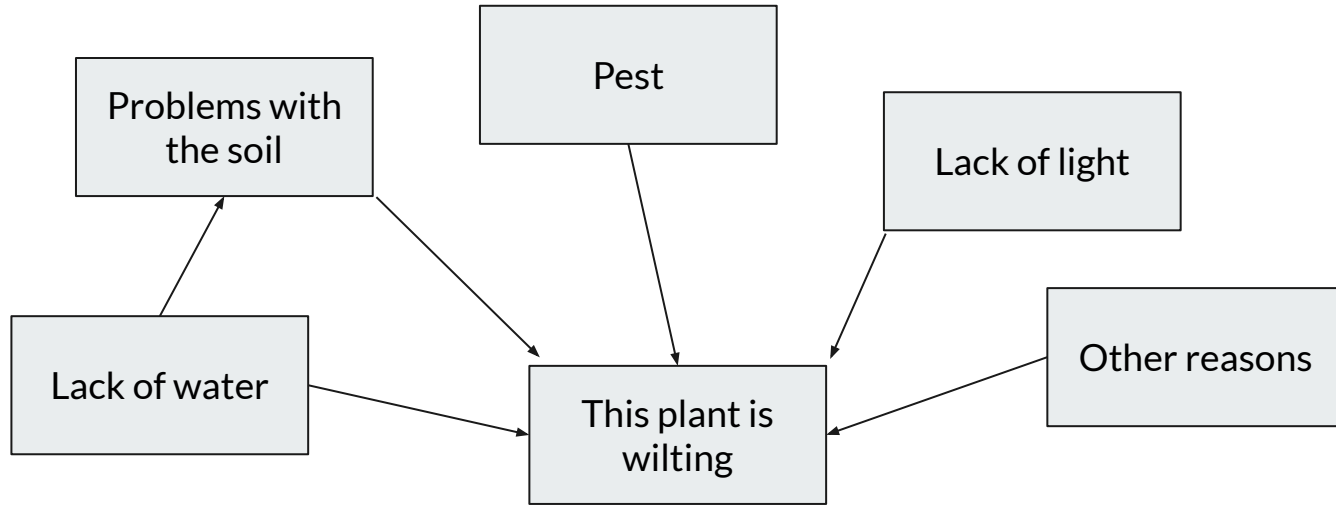 Pest
Problems with
the soil
Lack of light
Lack of water
Other reasons
This plant is
wilting